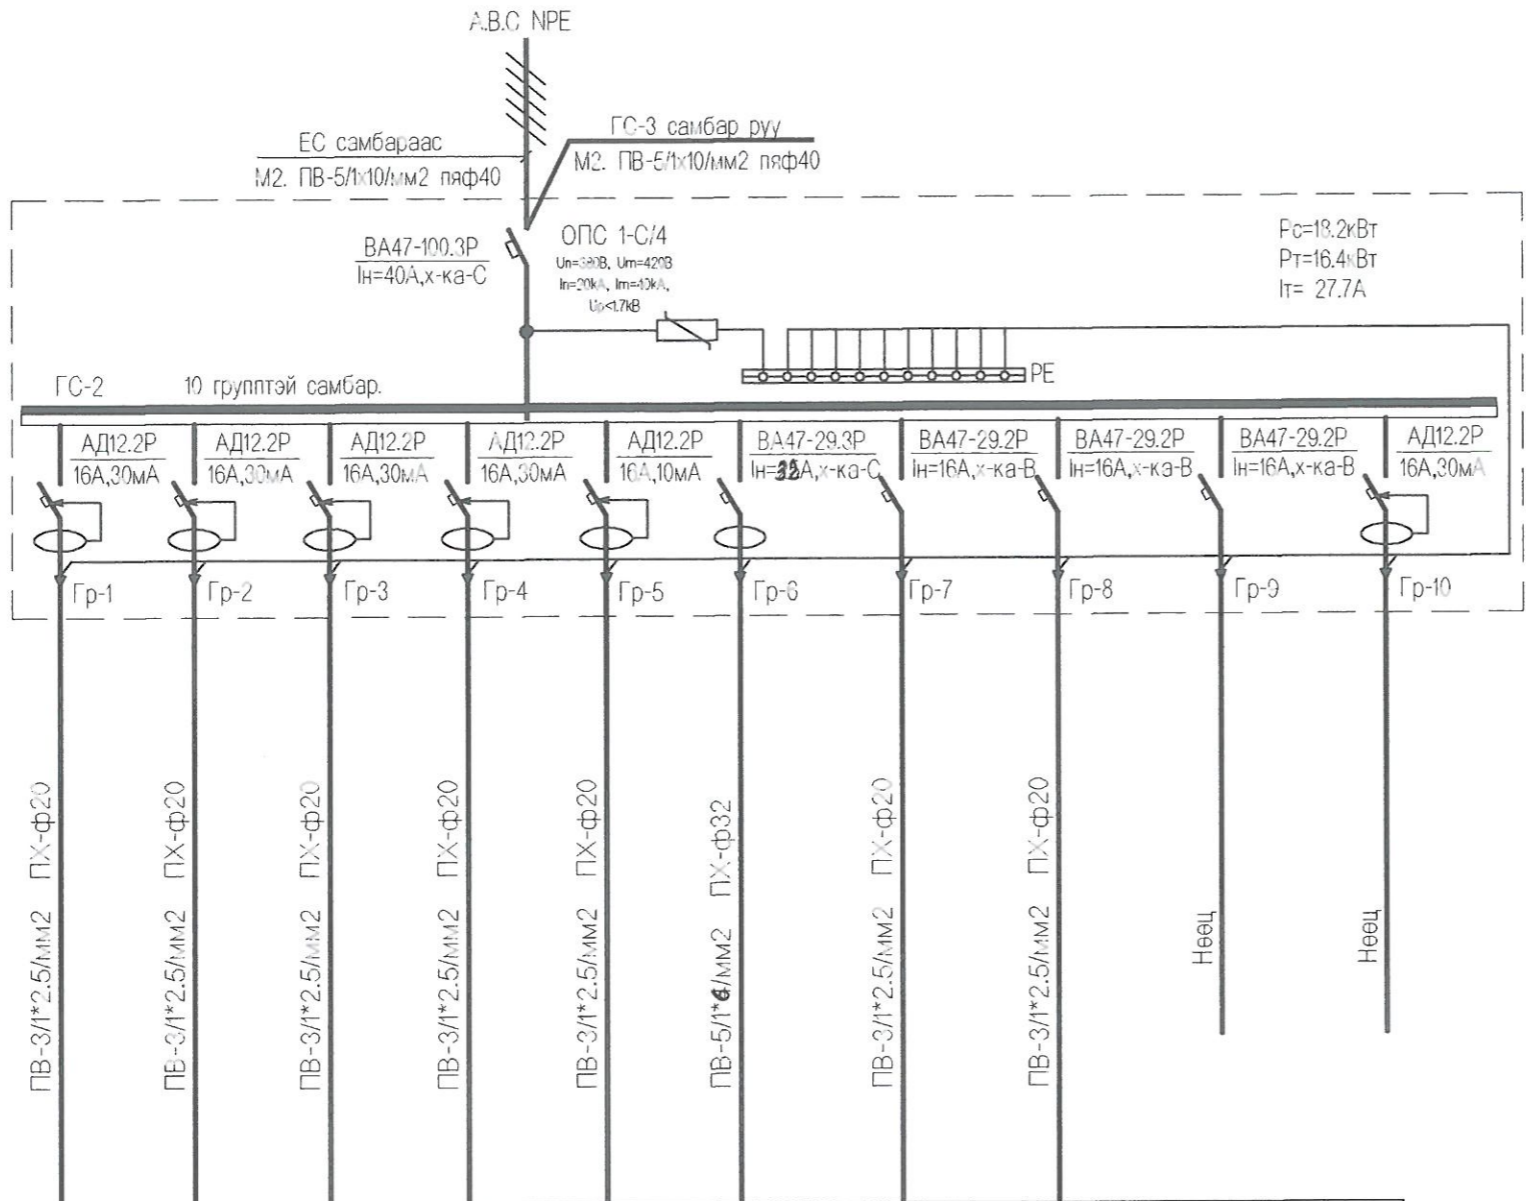 А.В.С NPE
ЕС самбараас
М2. ПВ-5/1х10/мм2 пяф40
ГС-3 самбар руу
М2. ПВ-5/1х10/мм2 пяф40
ВА47-100.3Р
Iн=40А,х-ка-С
ОПС 1-С/4
Un=380В, Um=420В
In=20kA, Im=40kA,
Up<1.7kВ
Рс=18.2кВт
Рт=16.4кВт
Iт= 27.7А
РЕ
ГС-2 10 групптэй самбар.
АД12.2Р
16А,30мА
АД12.2Р
16А,30мА
АД12.2Р
16А,30мА
АД12.2Р
16А,30мА
АД12.2Р
16А,10мА
ВА47-29.3Р
Iн= А,х-ка-С
ВА47-29.2Р
Iн=16А,х-ка-В
ВА47-29.2Р
Iн=16А,х-ка-В
ВА47-29.2Р
Iн=16А,х-ка-В
АД12.2Р
16А,30мА
Гр-1
Гр-2
Гр-3
Гр-4
Гр-5
Гр-6
Гр-7
Гр-8
Гр-9
Гр-10
ПВ-3/1*2.5/мм2 ПХ-ф20
ПВ-3/1*2.5/мм2 ПХ-ф20
ПВ-3/1*2.5/мм2 ПХ-ф20
ПВ-3/1*2.5/мм2 ПХ-ф20
ПВ-3/1*2.5/мм2 ПХ-ф20
ПХ-ф32
ПВ-3/1*2.5/мм2 ПХ-ф20
ПВ-3/1*2.5/мм2 ПХ-ф20
Нөөц
Нөөц